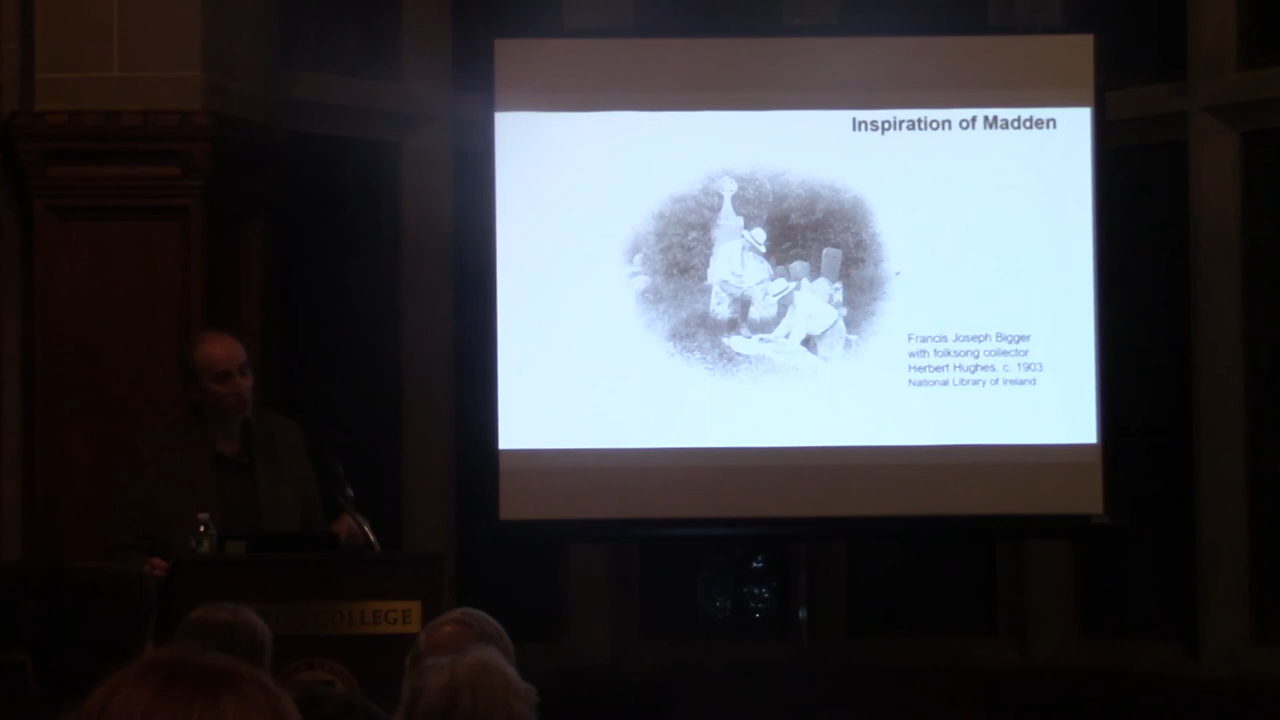 Inspiration of Madden
Francis Joseph Bigger
with folksong collector
Herbert Hughes, c. 1903
National Library of Ireland
COLLEGE